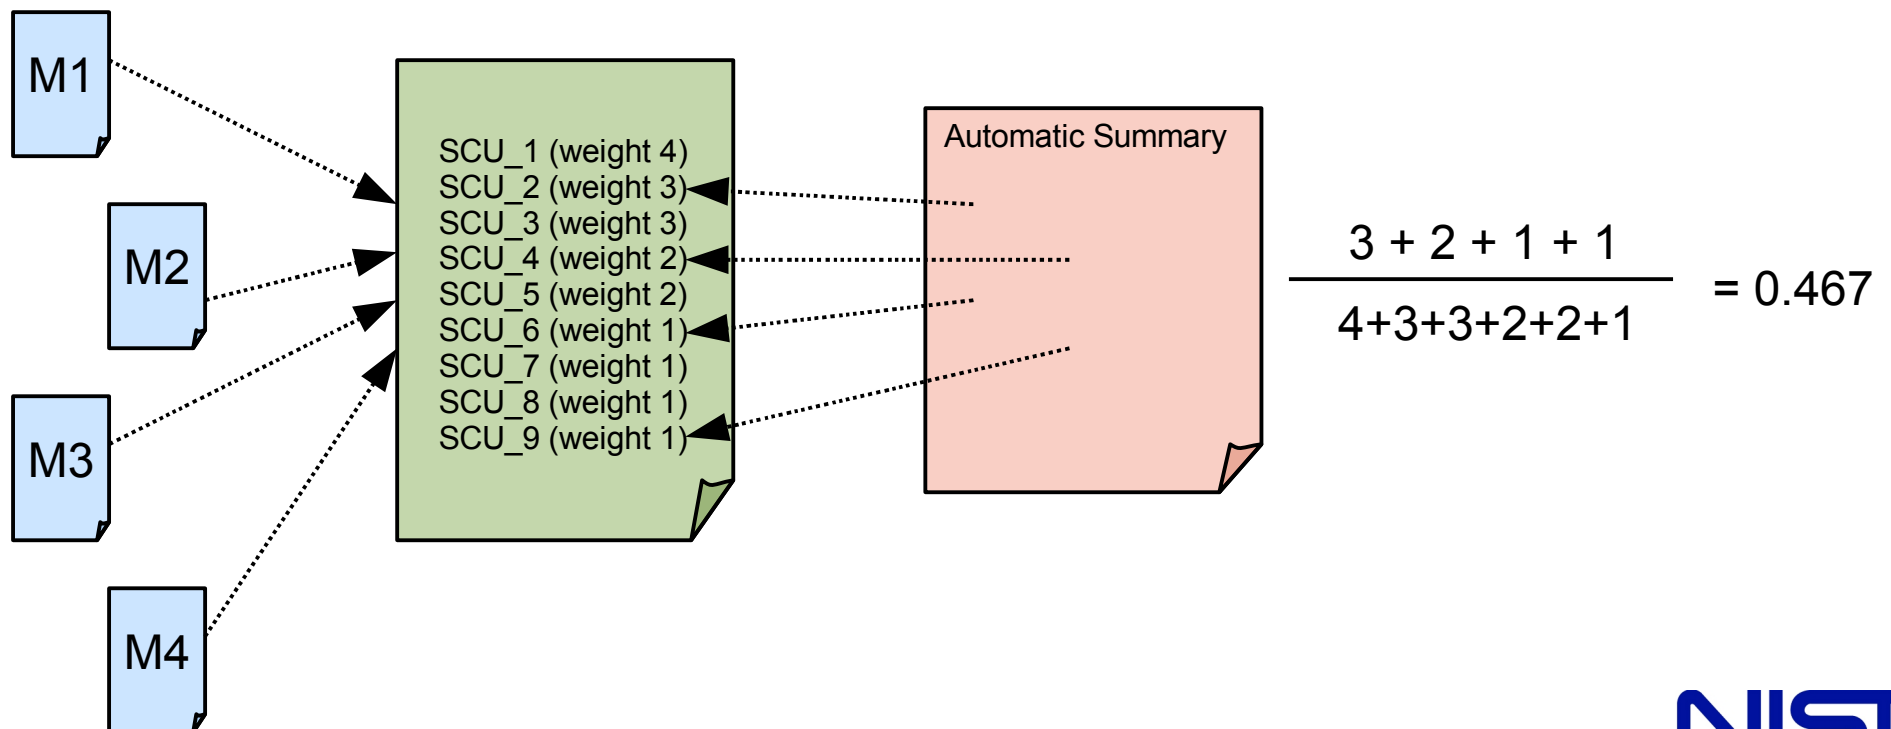 M1
M2
M3
M4
SCU_1 (weight 4)
SCU_2 (weight 3)
SCU_3 (weight 3)
SCU_4 (weight 2)
SCU_5 (weight 2)
SCU_6 (weight 1)
SCU_7 (weight 1)
SCU_8 (weight 1)
SCU_9 (weight 1)
Automatic Summary
3 + 2 + 1 + 1
4+3+3+2+2+1
= 0.467
NIST